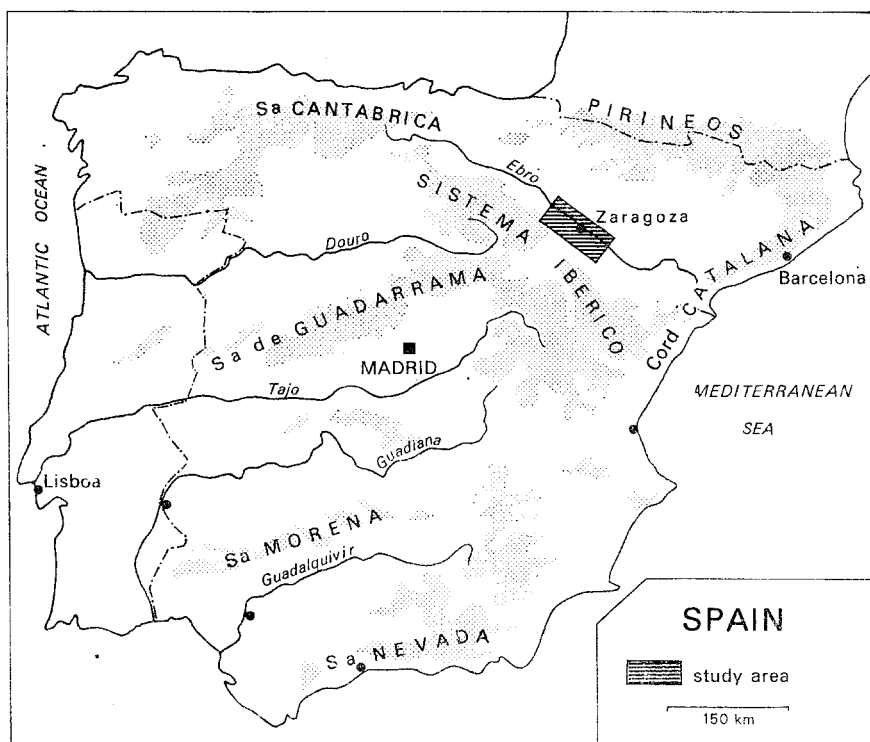 Sa CANTABRICA
PIRINEOS
ATLANTIC OCEAN
Ebro
SISTEMA
IBERICO
Zaragoza
Douro
Cord CATALANA
Barcelona
Sa de GUADARRAMA
MADRID
Tajo
MEDITERRANEAN
SEA
Guadiana
Lisboa
Sa MORENA
Guadalquivir
Sa NEVADA
SPAIN
study area
150 km